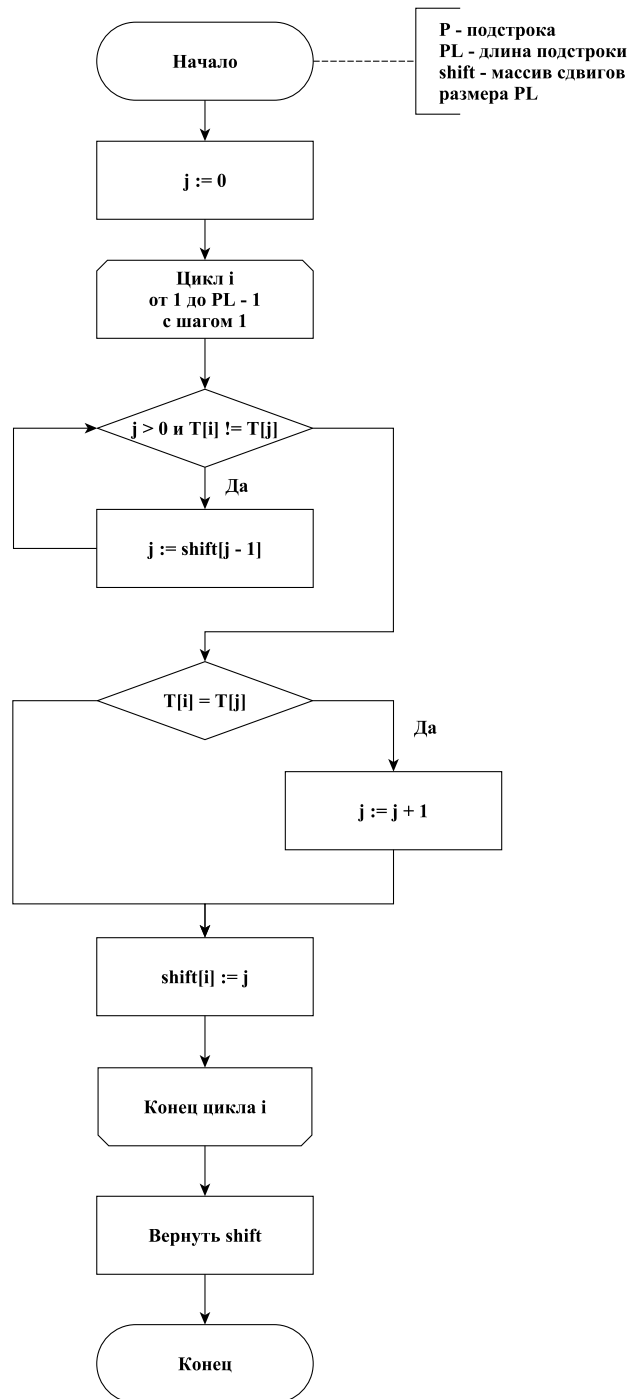 Начало
P - подстрока
PL - длина подстроки
shift - массив сдвигов
размера PL
j := 0
Цикл i
от 1 до PL - 1
с шагом 1
j > 0 и T[i] != T[j]
Да
j := shift[j - 1]
T[i] = T[j]
Да
j := j + 1
shift[i] := j
Конец цикла i
Вернуть shift
Конец